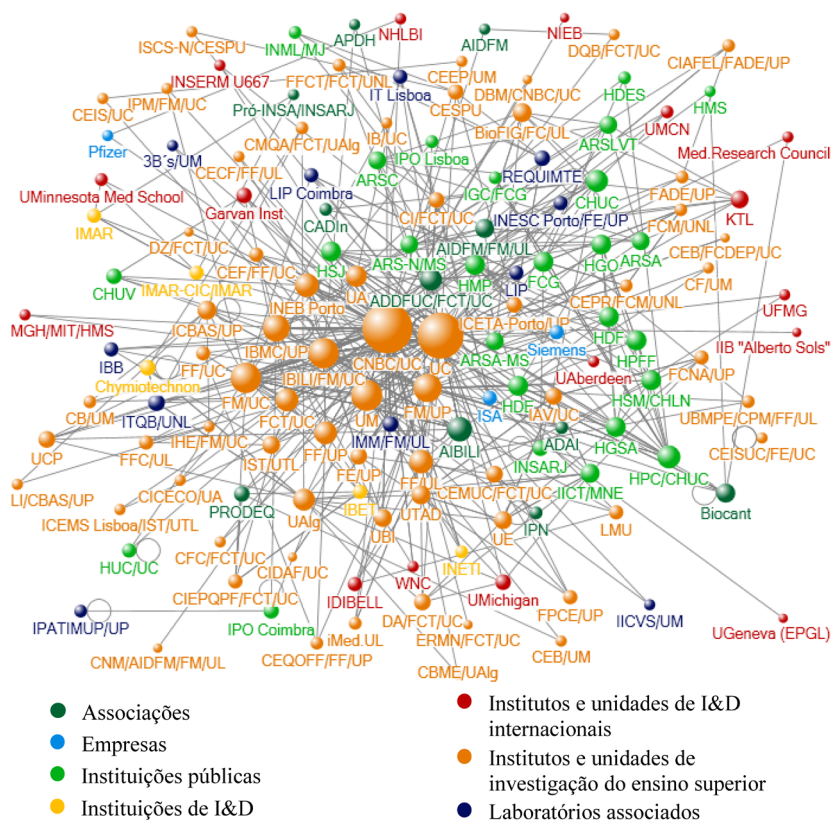 ISCS-N/CESPU
INML/MJ
APDH
NHLBI
AIDFM
NIEB
DQB/FCT/UC
CIAFEL/FADE/UP
INSERM U667
FFCT/FCT/UNL
IT Lisboa
CEEP/UM
CESPU
DBM/CNBC/UC
HDES
HMS
CEIS/UC
IPM/FM/UC
Pró-INSA/INSARJ
BioFIG/FC/UL
UMCN
ARSLVT
Med.Research Council
Pfizer
3B´s/UM
CMQA/FCT/UAlg
IB/UC
IPO Lisboa
ARSC
REQUIMTE
CECF/FF/UL
LIP Coimbra
IGC/FCG
CHUC
FADE/UP
UMinnesota Med School
Garvan Inst
CI/FCT/UC
INESC Porto/FE/UP
KTL
IMAR
CADIn
AIDFM/FM/UL
FCM/UNL
DZ/FCT/UC
HSJ
ARS-N/MS
HGO
ARSA
CEB/FCDEP/UC
CHUV
IMAR-CIC/IMAR
CEF/FF/UC
UA
HMP
FCG
LIP
CF/UM
INEB Porto
ADDFUC/FCT/UC
CEPR/FCM/UNL
MGH/MIT/HMS
ICBAS/UP
ICETA-Porto/UP
UFMG
IBMC/UP
HDF
IBB
Siemens
HPFF
IIB "Alberto Sols"
Chymiotechnon
FF/UC
IBILI/FM/UC
CNBC/UC
UC
ARSA-MS
UAberdeen
FCNA/UP
FM/UC
HSM/CHLN
CB/UM
ITQB/UNL
FCT/UC
UM
FM/UP
ISA
HDE
IAV/UC
UBMPE/CPM/FF/UL
UCP
FFC/UL
IHE/FM/UC
IST/UTL
FF/UP
IMM/FM/UL
AIBILI
ADAI
HGSA
CEISUC/FE/UC
LI/CBAS/UP
CICECO/UA
FE/UP
FF/UL
INSARJ
HPC/CHUC
ICEMS Lisboa/IST/UTL
PRODEQ
UAlg
IBET
UTAD
CEMUC/FCT/UC
IICT/MNE
Biocant
UBI
UE
IPN
LMU
HUC/UC
CFC/FCT/UC
CIDAF/UC
WNC
INETI
CIEPQPF/FCT/UC
IDIBELL
UMichigan
IPATIMUP/UP
IPO Coimbra
iMed.UL
DA/FCT/UC
FPCE/UP
IICVS/UM
UGeneva (EPGL)
CNM/AIDFM/FM/UL
CEQOFF/FF/UP
ERMN/FCT/UC
CBME/UAlg
CEB/UM
Associações
Empresas
Instituições públicas
Instituições de I&D
Institutos e unidades de I&D
internacionais
Institutos e unidades de
investigação do ensino superior
Laboratórios associados